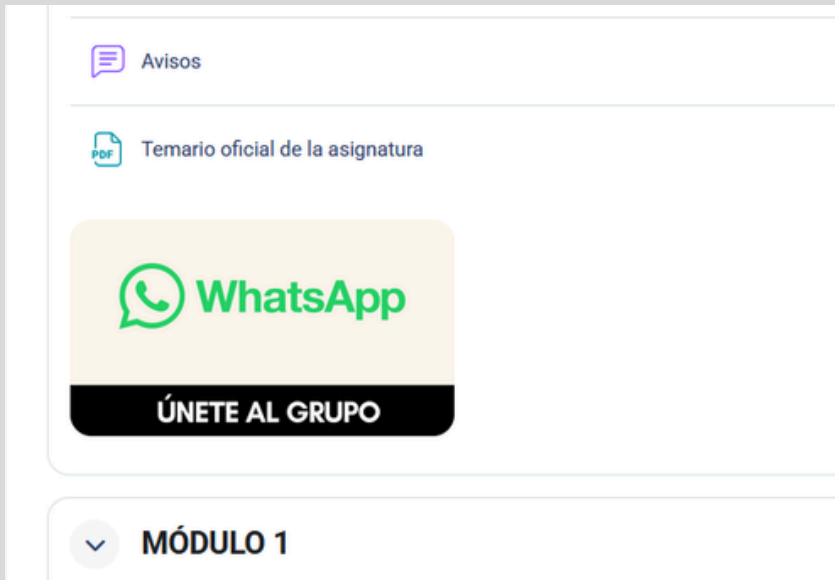 Avisos
PDF
Temario oficial de la asignatura
WhatsApp
ÚNETE AL GRUPO
MÓDULO 1